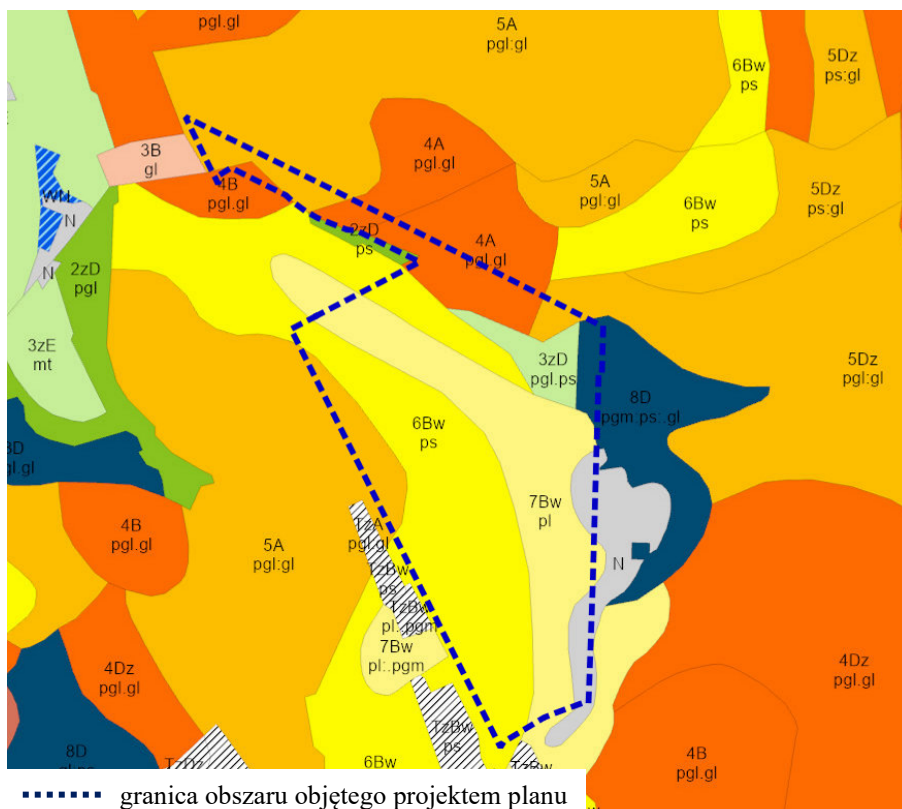 pgl.gl
5A
pgl:gl
6Bw
ps
5Dz
ps:gl
3B
gl
4B
pgl.gl
4A
pgl.gl
5A
pgl:gl
6Bw
ps
5Dz
ps:gl
WN
N
N
2zD
pgl
2zD
ps
4A
pgl.gl
3zE
mt
3zD
pgl.ps
8D
pgm:ps:.gl
5Dz
pgl:gl
6Bw
ps
7Bw
pl
N
4B
pgl.gl
5A
pgl:gl
TzA
pgl.gl
TzBw
ps
TzBw
pl:.pgm
7Bw
pl:.pgm
4Dz
pgl.gl
4Dz
pgl.gl
8D
TzDz
6Bw
TzBw
ps
TzBw
4B
pgl.gl
granica obszaru objętego projektem planu